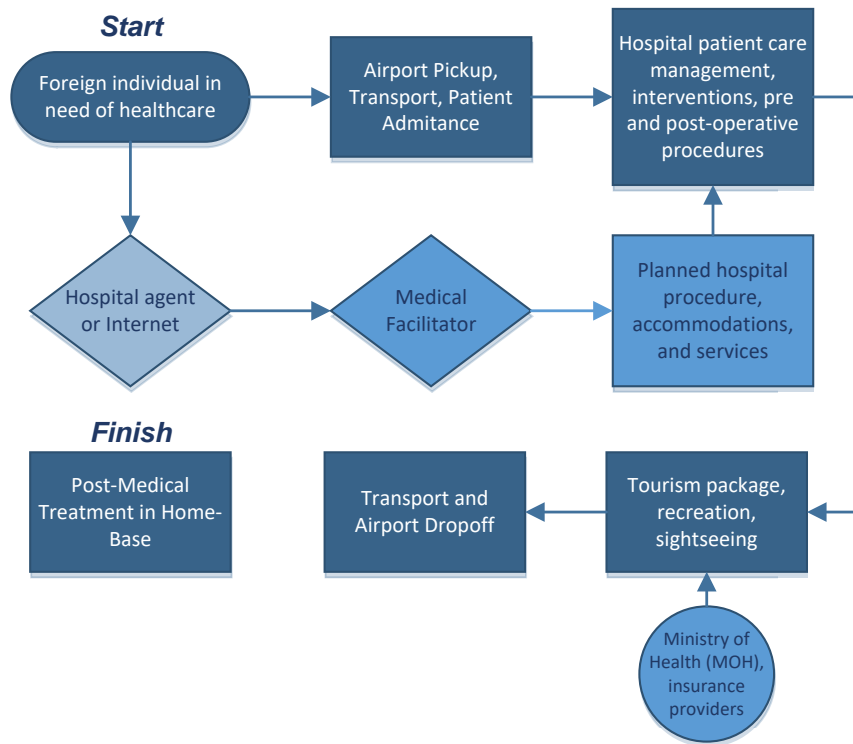 Start
Foreign individual in
need of healthcare
Airport Pickup,
Transport, Patient
Admitance
Hospital patient care
management,
interventions, pre
and post-operative
procedures
Hospital agent
or Internet
Medical
Facilitator
Planned hospital
procedure,
accommodations,
and services
Finish
Post-Medical
Treatment in Home-
Base
Transport and
Airport Dropoff
Tourism package,
recreation,
sightseeing
Ministry of
Health (MOH),
insurance
providers